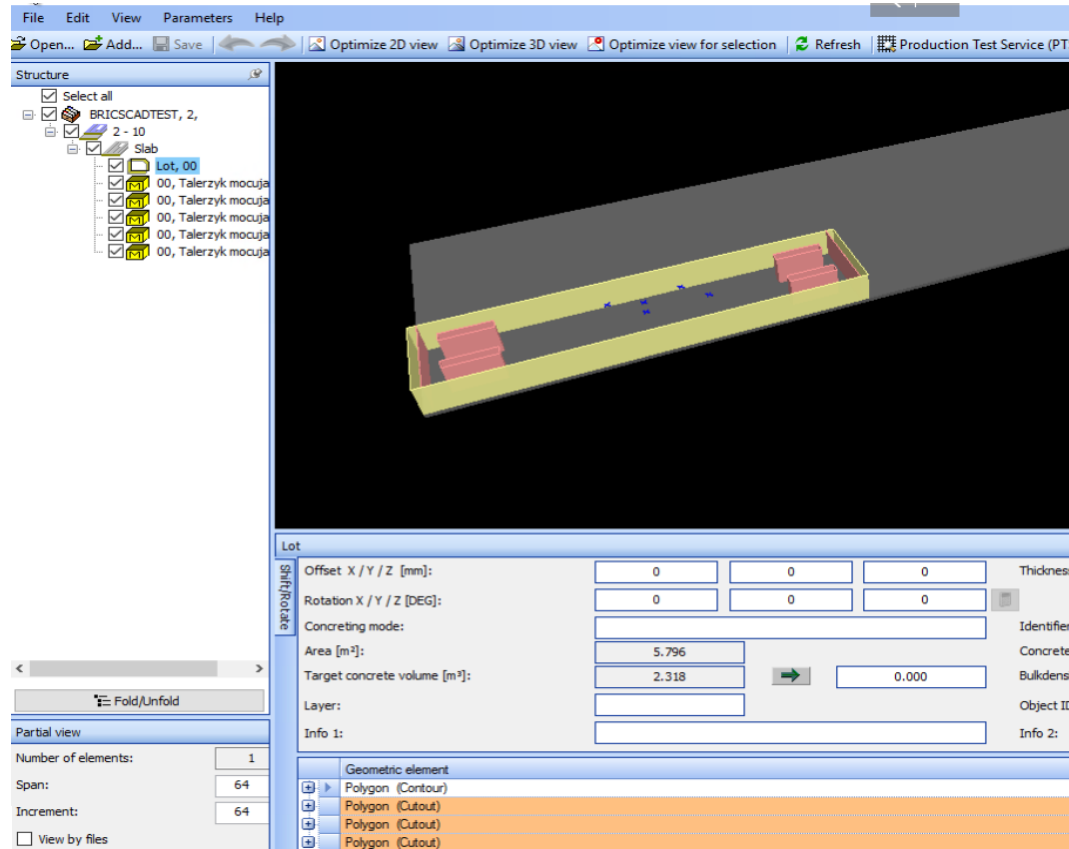 File Edit View Parameters Help
Open... Add... Save Optimize 2D view Optimize 3D view Optimize view for selection Refresh Production Test Service (PT
Structure
Select all
BRICSCADTEST, 2,
2 - 10
Slab
Lot, 00
00, Talerzyk mocuja
00, Talerzyk mocuja
00, Talerzyk mocuja
00, Talerzyk mocuja
00, Talerzyk mocuja
Fold/Unfold
Partial view
Number of elements: 1
Span: 64
Increment: 64
View by files
Lot
Shift/Rotate
Offset X / Y / Z [mm]: 0 0 0 Thicknes
Rotation X / Y / Z [DEG]: 0 0 0
Concreting mode: Identifier
Area [m²]: 5.796 Concrete
Target concrete volume [m³]: 2.318 0.000 Bulkdens
Layer: Object ID
Info 1: Info 2:
Geometric element
Polygon (Contour)
Polygon (Cutout)
Polygon (Cutout)
Polygon (Cutout)